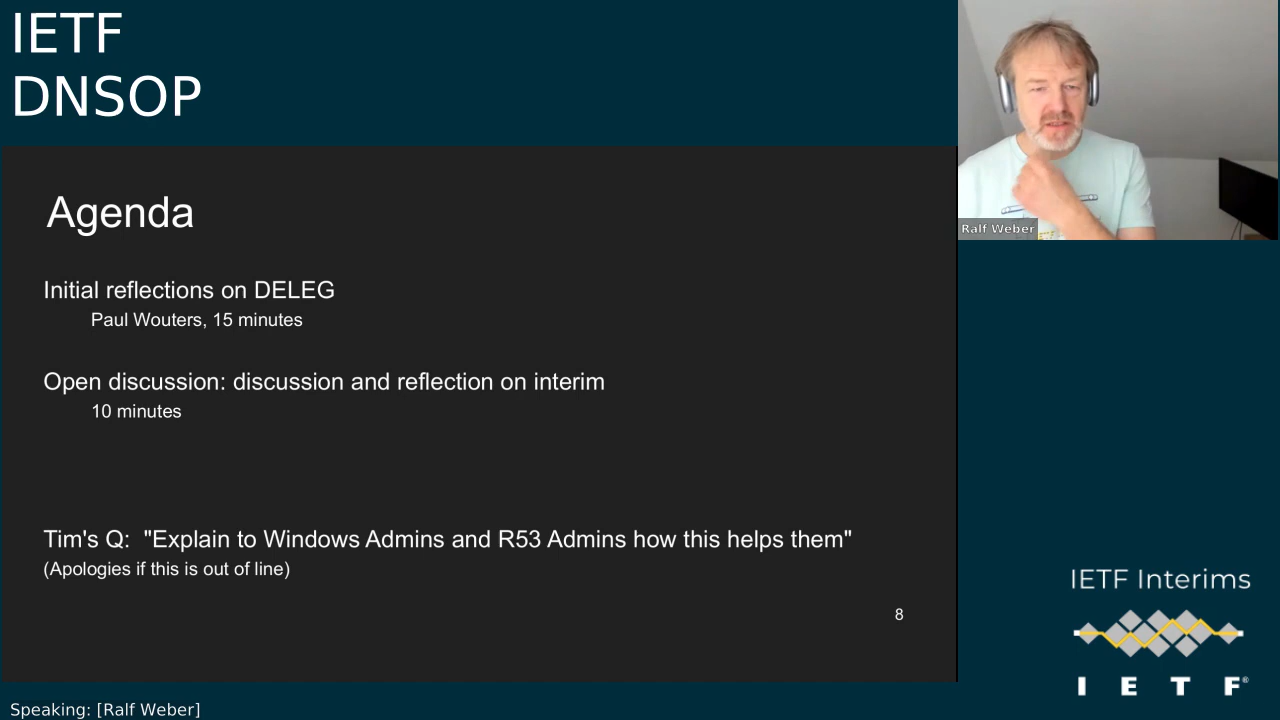 IETF
DNSOP
Ralf Weber
Agenda
Initial reflections on DELEG
Paul Wouters, 15 minutes
Open discussion: discussion and reflection on interim
10 minutes
Tim's Q:  "Explain to Windows Admins and R53 Admins how this helps them"
(Apologies if this is out of line)
8
IETF Interims
I E T F®
Speaking: [Ralf Weber]